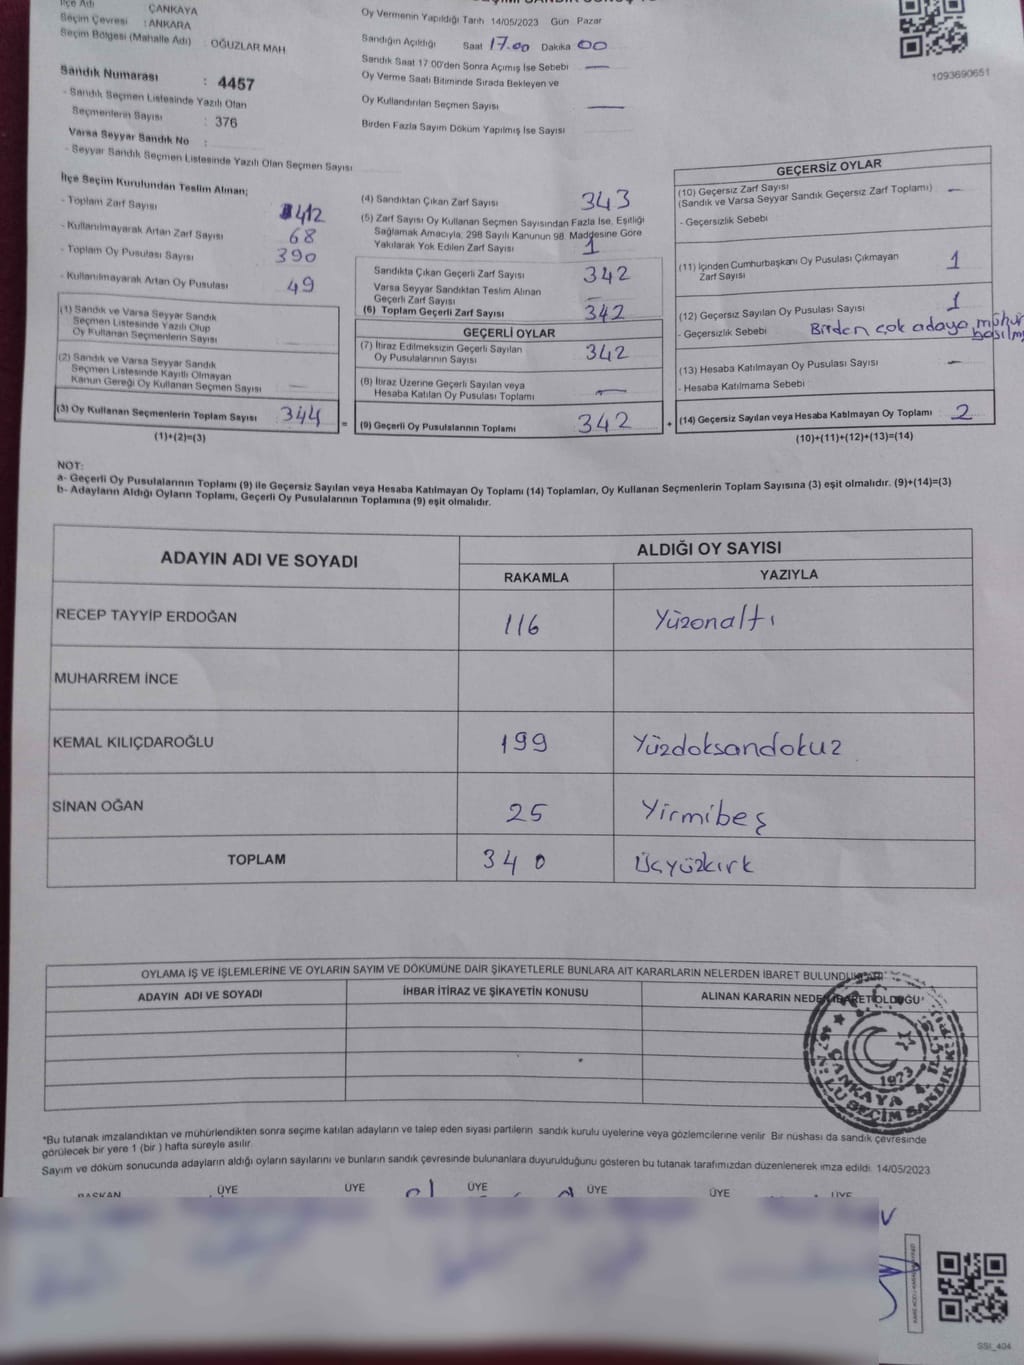 İlçe Adı ÇANKAYA
Seçim Çevresi : ANKARA
Seçim Bölgesi (Mahalle Adı) : OĞUZLAR MAH
Sandık Numarası : 4457
- Sandık Seçmen Listesinde Yazılı Olan
Seçmenlerin Sayısı : 376
Varsa Seyyar Sandık No :
- Seyyar Sandık Seçmen Listesinde Yazılı Olan Seçmen Sayısı
Oy Vermenin Yapıldığı Tarih 14/05/2023 Gün Pazar
Sandığın Açıldığı Saat 17.00 Dakika 00
Sandık Saat 17:00'den Sonra Açımış İse Sebebi —
Oy Verme Saati Bitiminde Sırada Bekleyen ve
Oy Kullandırılan Seçmen Sayısı —
Birden Fazla Sayım Döküm Yapılmış İse Sayısı
1093690651
İlçe Seçim Kurulundan Teslim Alınan;
- Toplam Zarf Sayısı 412
- Kullanılmayarak Artan Zarf Sayısı 68
- Toplam Oy Pusulası Sayısı 390
- Kullanılmayarak Artan Oy Pusulası 49
(1) Sandık ve Varsa Seyyar Sandık
Seçmen Listesinde Yazılı Olup
Oy Kullanan Seçmenlerin Sayısı
(2) Sandık ve Varsa Seyyar Sandık
Seçmen Listesinde Kayıtlı Olmayan
Kanun Gereği Oy Kullanan Seçmen Sayısı —
(3) Oy Kullanan Seçmenlerin Toplam Sayısı 344 =
(1)+(2)=(3)
(4) Sandıktan Çıkan Zarf Sayısı 343
(5) Zarf Sayısı Oy Kullanan Seçmen Sayısından Fazla İse, Eşitliği
Sağlamak Amacıyla, 298 Sayılı Kanunun 98. Maddesine Göre
Yakılarak Yok Edilen Zarf Sayısı 1
Sandıkta Çıkan Geçerli Zarf Sayısı 342
Varsa Seyyar Sandıktan Teslim Alınan
Geçerli Zarf Sayısı —
(6) Toplam Geçerli Zarf Sayısı 342
GEÇERLİ OYLAR
(7) İtiraz Edilmeksizin Geçerli Sayılan
Oy Pusulalarının Sayısı 342
(8) İtiraz Üzerine Geçerli Sayılan veya
Hesaba Katılan Oy Pusulası Toplamı —
(9) Geçerli Oy Pusulalarının Toplamı 342 +
GEÇERSİZ OYLAR
(10) Geçersiz Zarf Sayısı
(Sandık ve Varsa Seyyar Sandık Geçersiz Zarf Toplamı) —
- Geçersizlik Sebebi
(11) İçinden Cumhurbaşkanı Oy Pusulası Çıkmayan
Zarf Sayısı 1
(12) Geçersiz Sayılan Oy Pusulası Sayısı 1
- Geçersizlik Sebebi Birden çok adaya mühür
(13) Hesaba Katılmayan Oy Pusulası Sayısı —
- Hesaba Katılmama Sebebi
(14) Geçersiz Sayılan veya Hesaba Katılmayan Oy Toplamı : 2
(10)+(11)+(12)+(13)=(14)
NOT:
a- Geçerli Oy Pusulalarının Toplamı (9) ile Geçersiz Sayılan veya Hesaba Katılmayan Oy Toplamı (14) Toplamları, Oy Kullanan Seçmenlerin Toplam Sayısına (3) eşit olmalıdır. (9)+(14)=(3)
b- Adayların Aldığı Oyların Toplamı, Geçerli Oy Pusulalarının Toplamına (9) eşit olmalıdır.
ADAYIN ADI VE SOYADI ALDIĞI OY SAYISI
RAKAMLA YAZIYLA
RECEP TAYYİP ERDOĞAN 116 Yüzonaltı
MUHARREM İNCE
KEMAL KILIÇDAROĞLU 199 Yüzdoksandokuz
SİNAN OĞAN 25 Yirmibeş
TOPLAM 340 Üçyüzkırk
OYLAMA İŞ VE İŞLEMLERİNE VE OYLARIN SAYIM VE DÖKÜMÜNE DAİR ŞİKAYETLERLE BUNLARA AIT KARARLARIN NELERDEN İBARET BULUNDUĞU
ADAYIN ADI VE SOYADI İHBAR İTİRAZ VE ŞİKAYETİN KONUSU ALINAN KARARIN NEDEN İBARET OLDUĞU
1973
ÇANKAYA
*Bu tutanak imzalandıktan ve mühürlendikten sonra seçime katılan adayların ve talep eden siyasi partilerin sandık kurulu üyelerine veya gözlemcilerine verilir Bir nüshası da sandık çevresinde
görülecek bir yere 1 (bir ) hafta süreyle asılır.
Sayım ve döküm sonucunda adayların aldığı oyların sayılarını ve bunların sandık çevresinde bulunanlara duyurulduğunu gösteren bu tutanak tarafımızdan düzenlenerek imza edildi. 14/05/2023
BAŞKAN ÜYE ÜYE ÜYE ÜYE ÜYE ÜYE
SSI_404